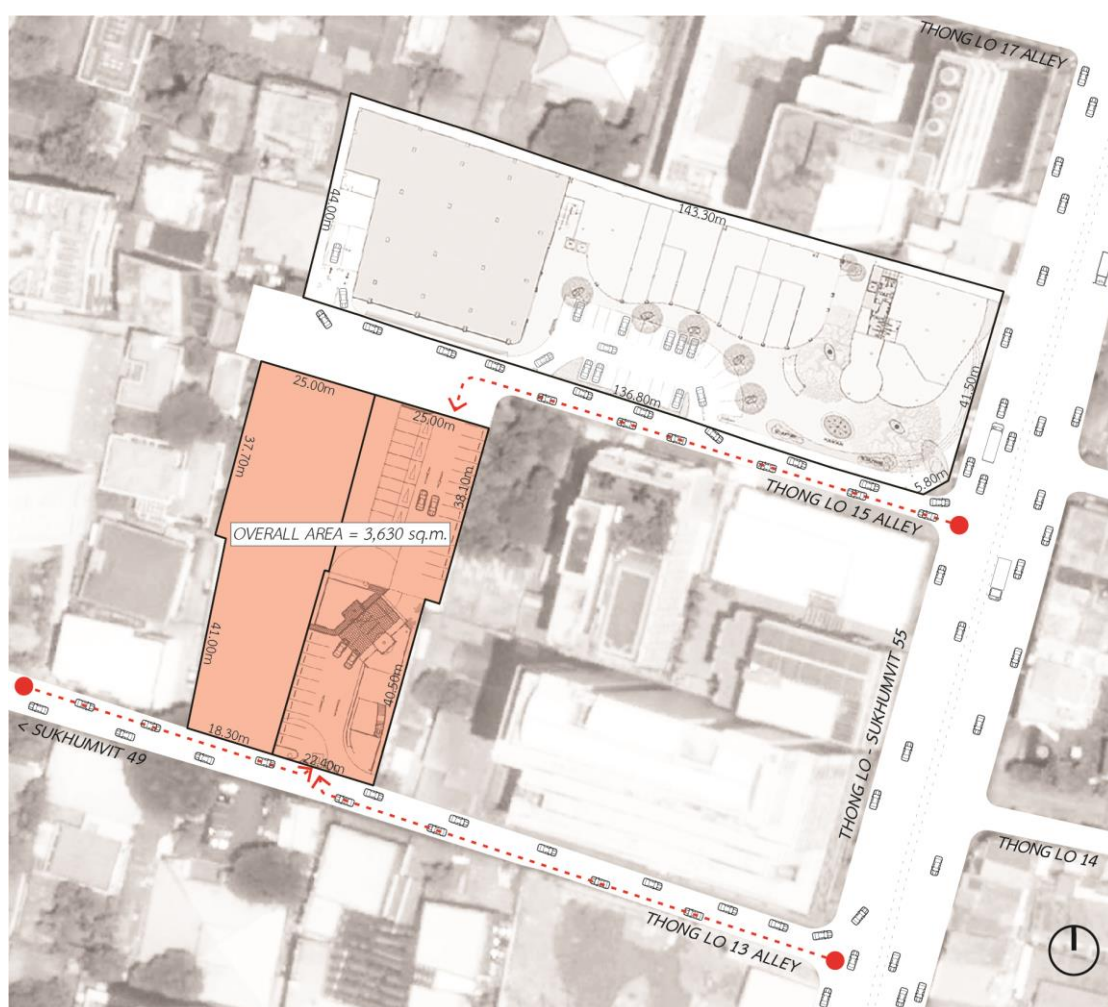 THONG LO 17 ALLEY
44.00m
143.30m
41.50m
136.80m
5.80m
THONG LO 15 ALLEY
25.00m
25.00m
37.70m
38.10m
OVERALL AREA = 3,630 sq.m.
41.00m
40.50m
18.30m
22.40m
< SUKHUMVIT 49
THONG LO - SUKHUMVIT 55
THONG LO 14
THONG LO 13 ALLEY